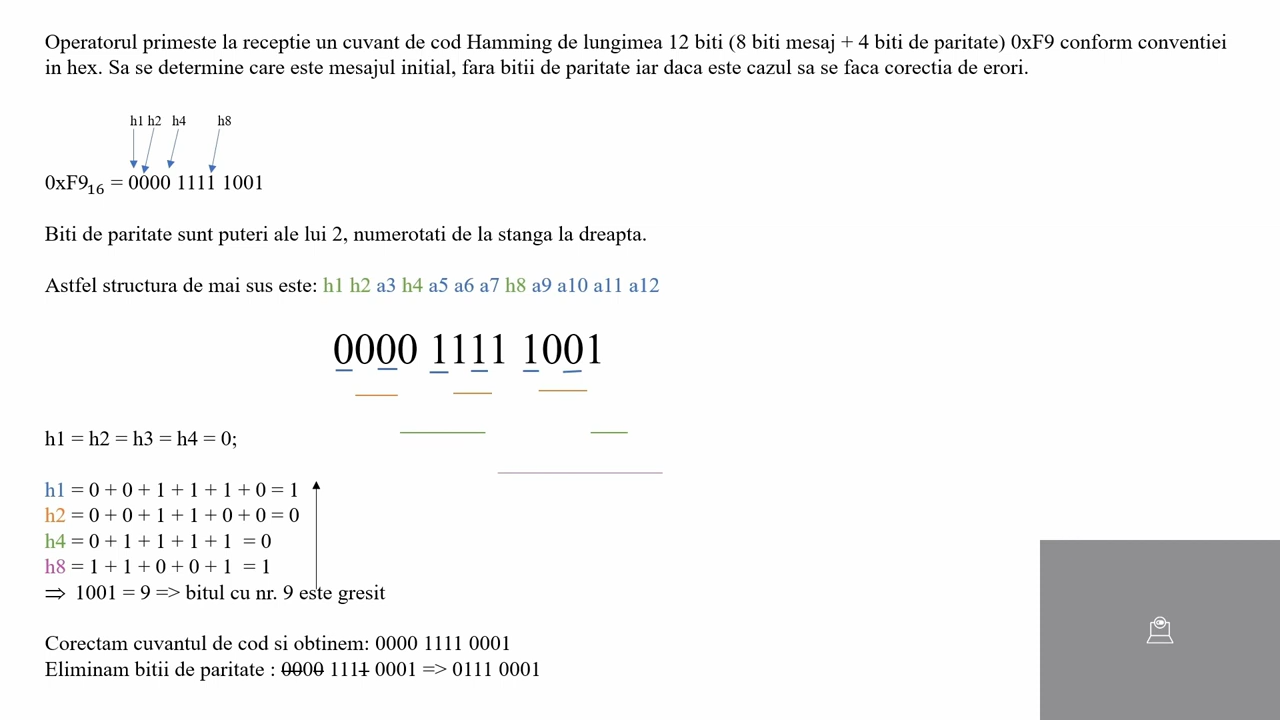 Operatorul primeste la receptie un cuvant de cod Hamming de lungimea 12 biti (8 biti mesaj + 4 biti de paritate) 0xF9 conform conventiei
in hex. Sa se determine care este mesajul initial, fara bitii de paritate iar daca este cazul sa se faca corectia de erori.
h1 h2 h4 h8
0xF9₁₆ = 0000 1111 1001
Biti de paritate sunt puteri ale lui 2, numerotati de la stanga la dreapta.
Astfel structura de mai sus este: h1 h2 a3 h4 a5 a6 a7 h8 a9 a10 a11 a12
0000 1111 1001
h1 = h2 = h3 = h4 = 0;
h1 = 0 + 0 + 1 + 1 + 1 + 0 = 1
h2 = 0 + 0 + 1 + 1 + 0 + 0 = 0
h4 = 0 + 1 + 1 + 1 + 1 = 0
h8 = 1 + 1 + 0 + 0 + 1 = 1
⇒ 1001 = 9 => bitul cu nr. 9 este gresit
Corectam cuvantul de cod si obtinem: 0000 1111 0001
Eliminam bitii de paritate : 0000 1111 0001 => 0111 0001